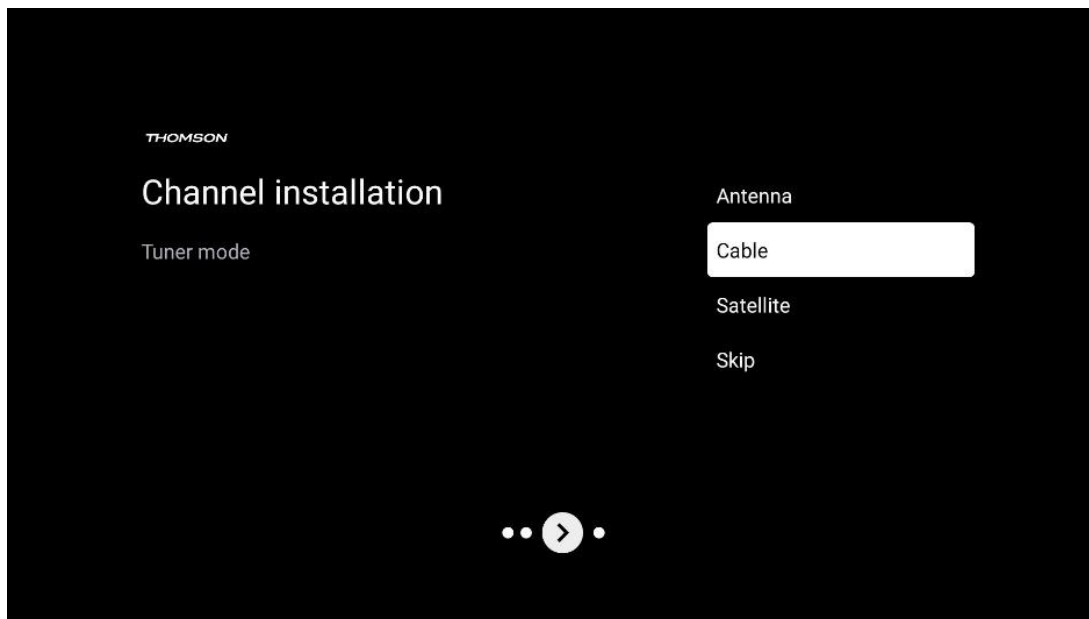 THOMSON
Channel installation
Tuner mode
Antenna
Cable
Satellite
Skip